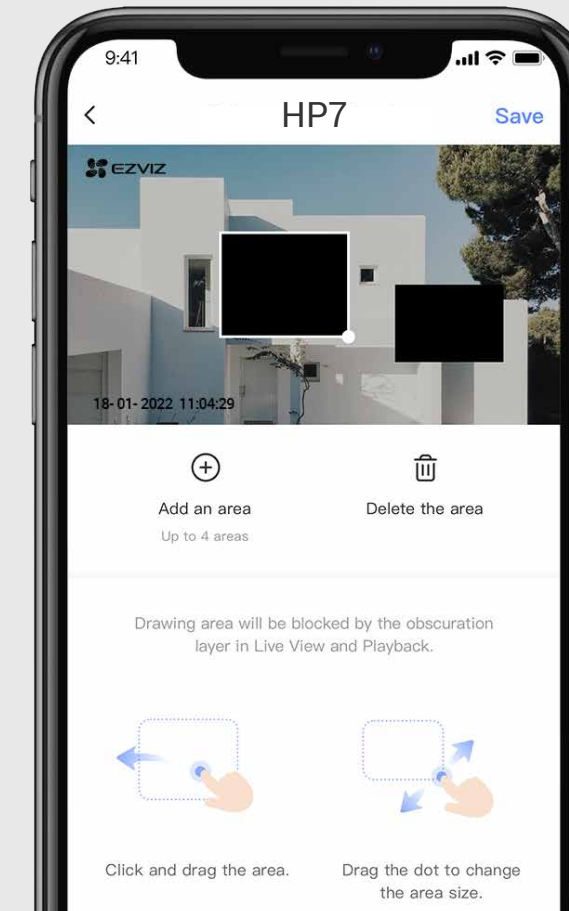 9:41
HP7
Save
EZVIZ
18-01-2022 11:04:29
Add an area
Delete the area
Up to 4 areas
Drawing area will be blocked by the obscuration
layer in Live View and Playback.
Click and drag the area.
Drag the dot to change
the area size.